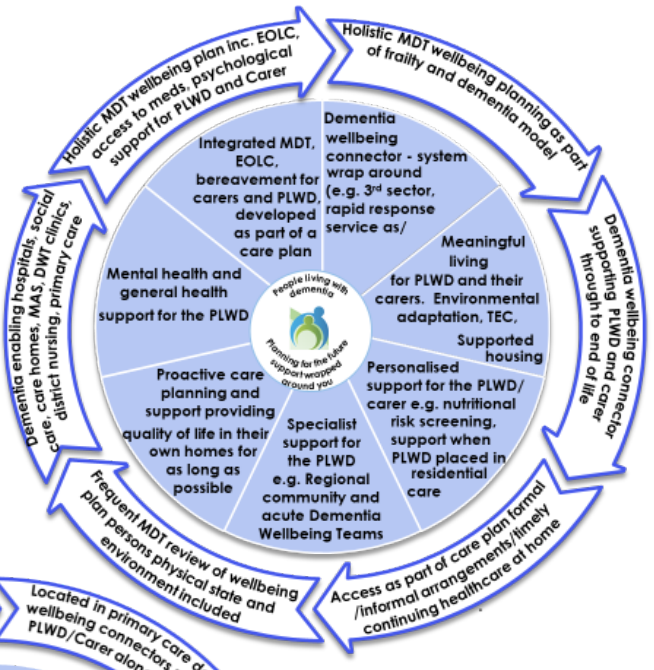 Holistic MDT wellbeing plan inc. EOLC,
access to meds, psychological
support for PLWD and Carer
Holistic MDT wellbeing planning as part
of frailty and dementia model
Dementia wellbeing connector
supporting PLWD and carer
through to end of life
Access as part of care plan formal
/informal arrangements/timely
continuing healthcare at home
Frequent MDT review of wellbeing
plan persons physical state and
environment included
Dementia enabling hospitals, social
care, care homes, MAS, DWT clinics,
district nursing, primary care
Integrated MDT,
EOLC,
bereavement for
carers and PLWD,
developed
as part of a
care plan
Dementia
wellbeing
connector - system
wrap around
(e.g. 3rd sector,
rapid response
service as/
Meaningful
living
for PLWD and their
carers. Environmental
adaptation, TEC,
Supported
housing
Personalised
support for the PLWD/
carer e.g. nutritional
risk screening,
support when
PLWD placed in
residential
care
Specialist
support for
the PLWD
e.g. Regional
community and
acute Dementia
Wellbeing Teams
Proactive care
planning and
support providing
quality of life in their
own homes for
as long as
possible
Mental health and
general health
support for the PLWD
People living with
dementia
Planning for the future
support wrapped
around you
Located in primary care
wellbeing connectors
PLWD/Carer